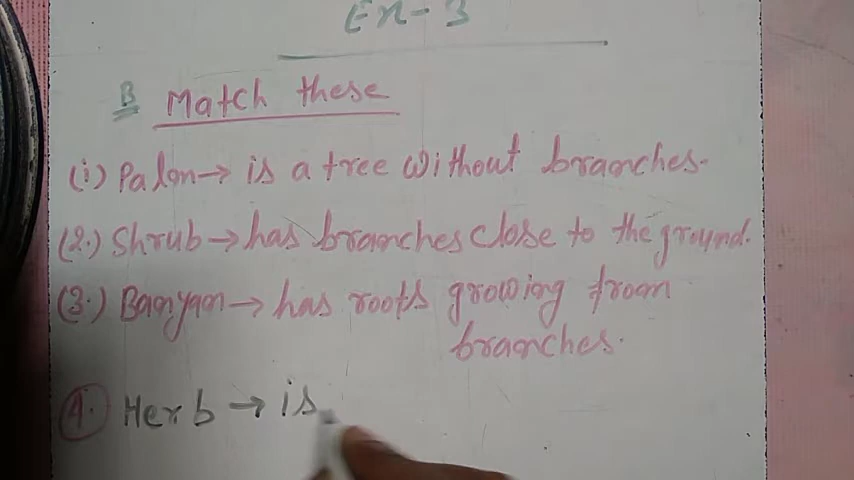 Ex-3
B Match these
(i) Palm→ is a tree without branches.
(2.) Shrub→has branches close to the ground.
(3.) Banyan→ has roots growing from
branches.
4. Herb → is